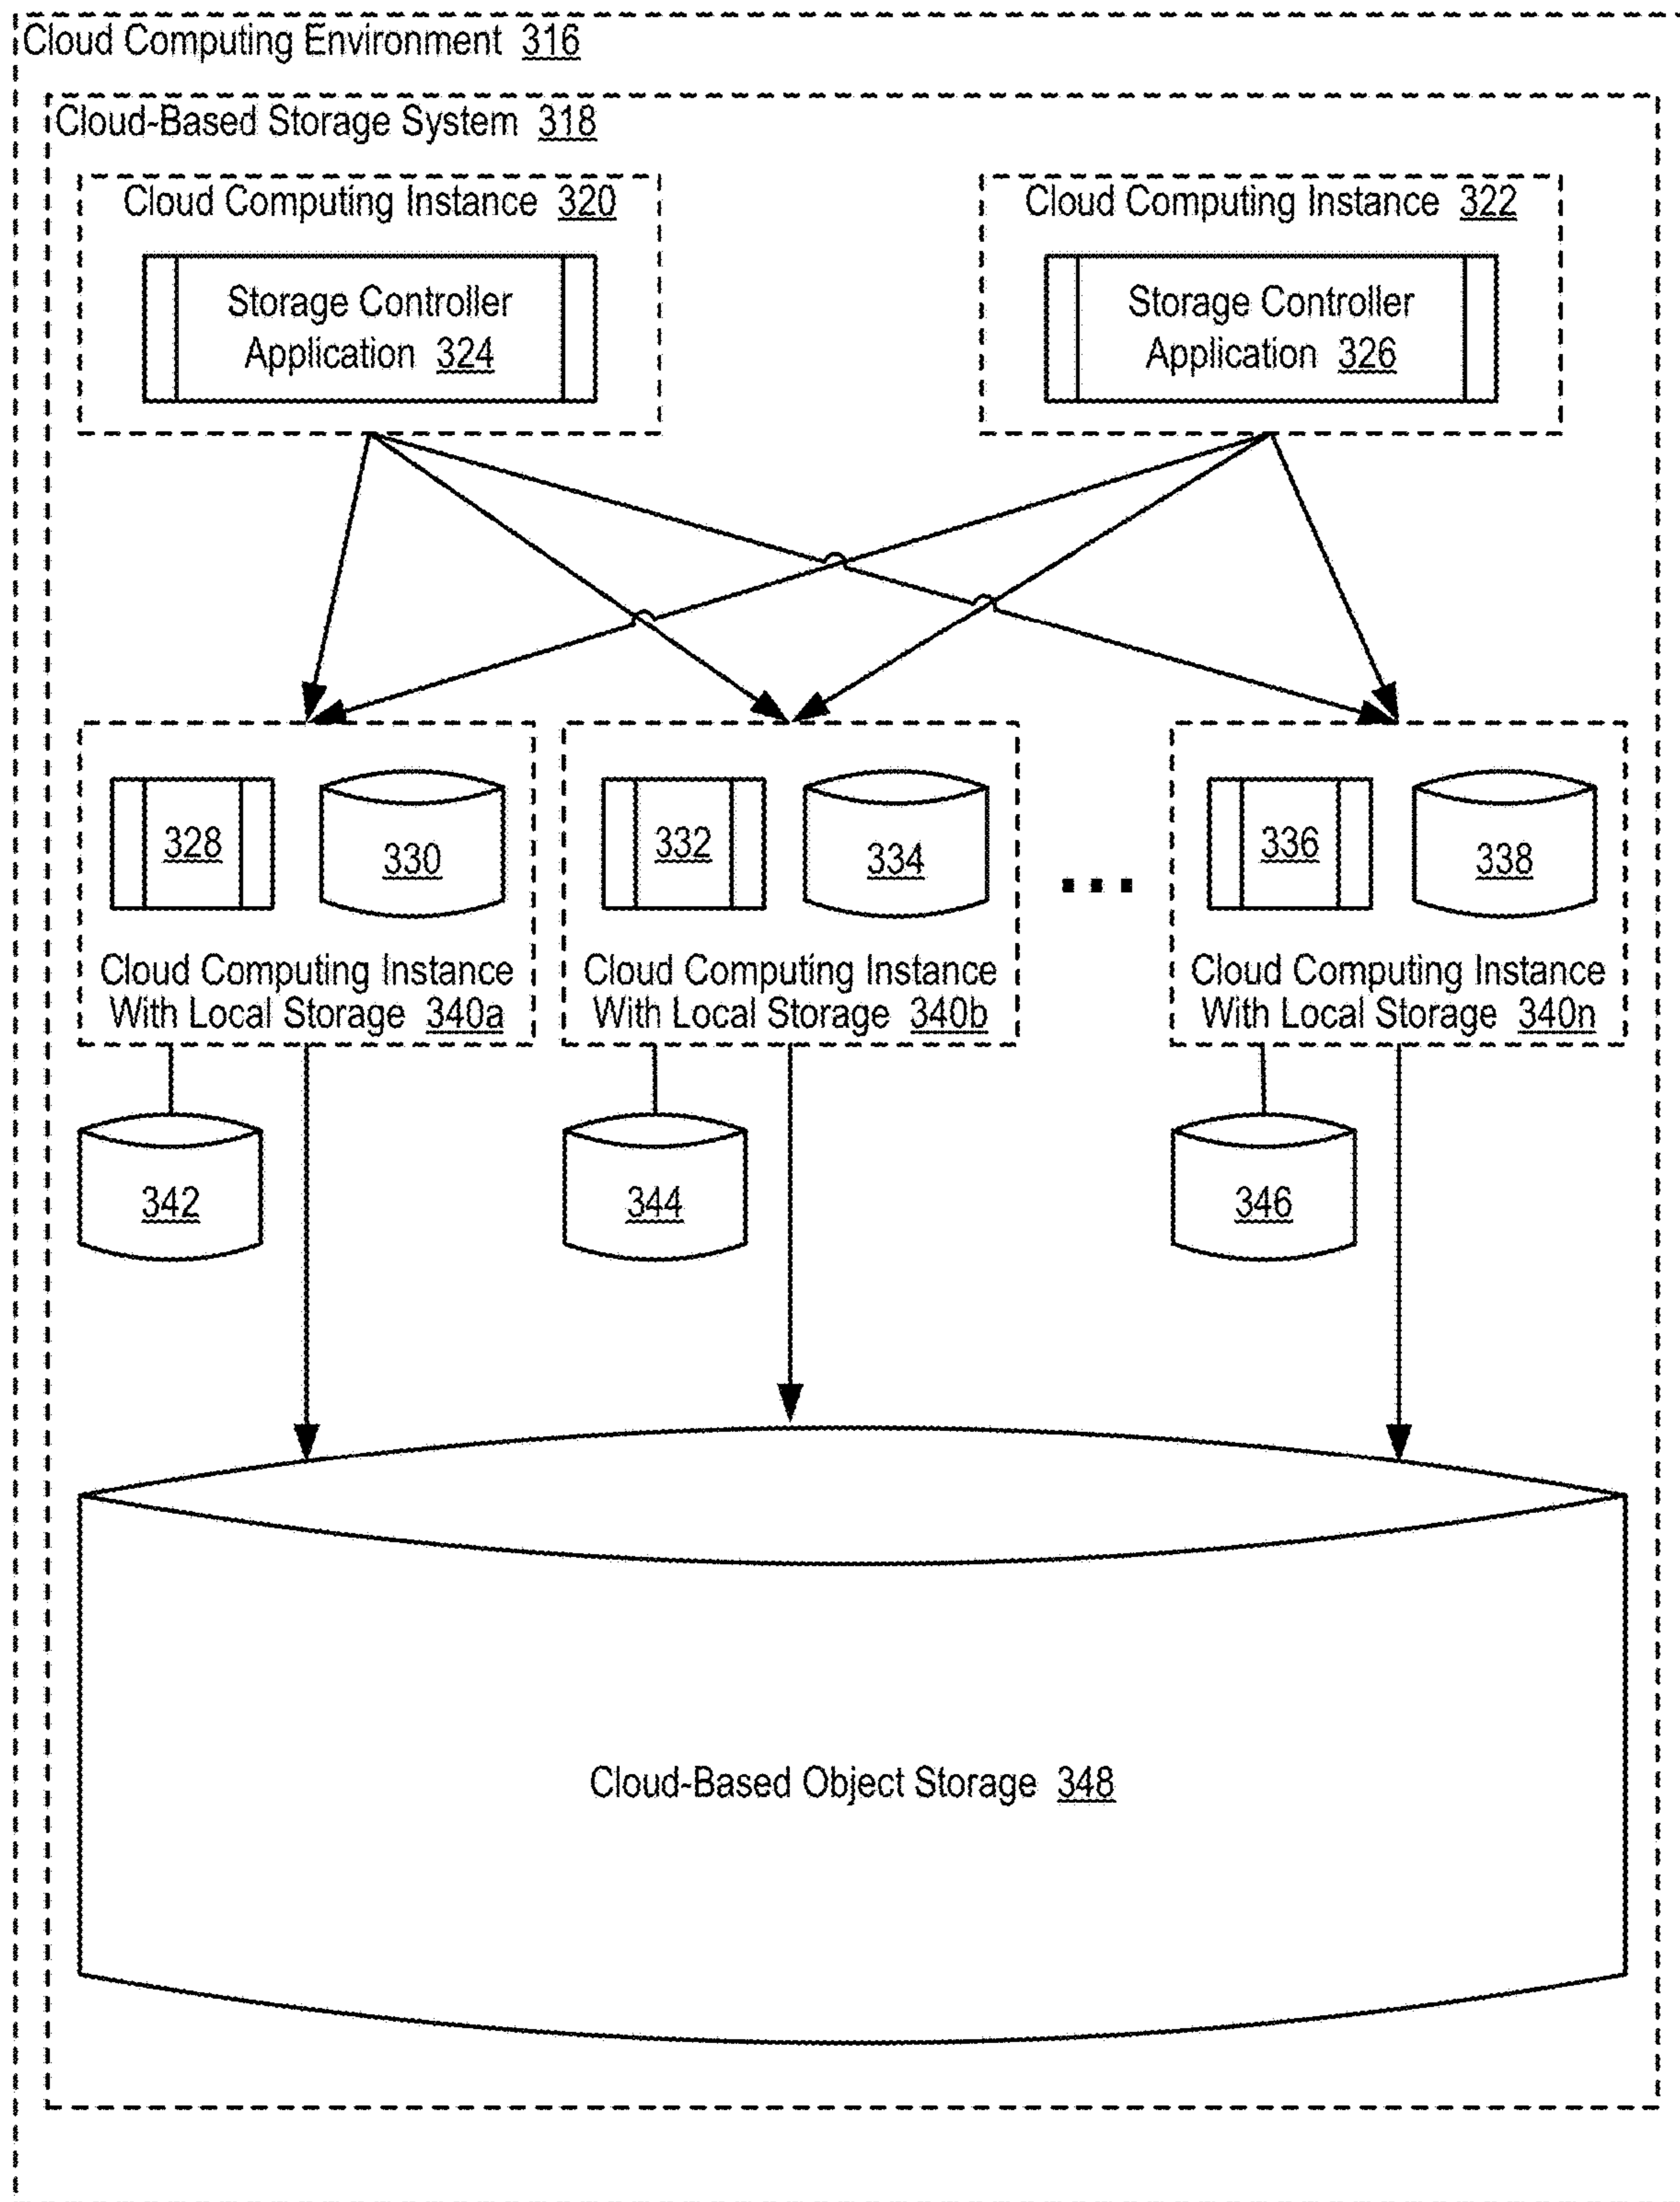 Cloud Computing Environment 316
Cloud-Based Storage System 318
Cloud Computing Instance 320
Storage Controller
Application 324
Cloud Computing Instance 322
Storage Controller
Application 326
328
330
Cloud Computing Instance
With Local Storage 340a
332
334
Cloud Computing Instance
With Local Storage 340b
...
336
338
Cloud Computing Instance
With Local Storage 340n
342
344
346
Cloud-Based Object Storage 348